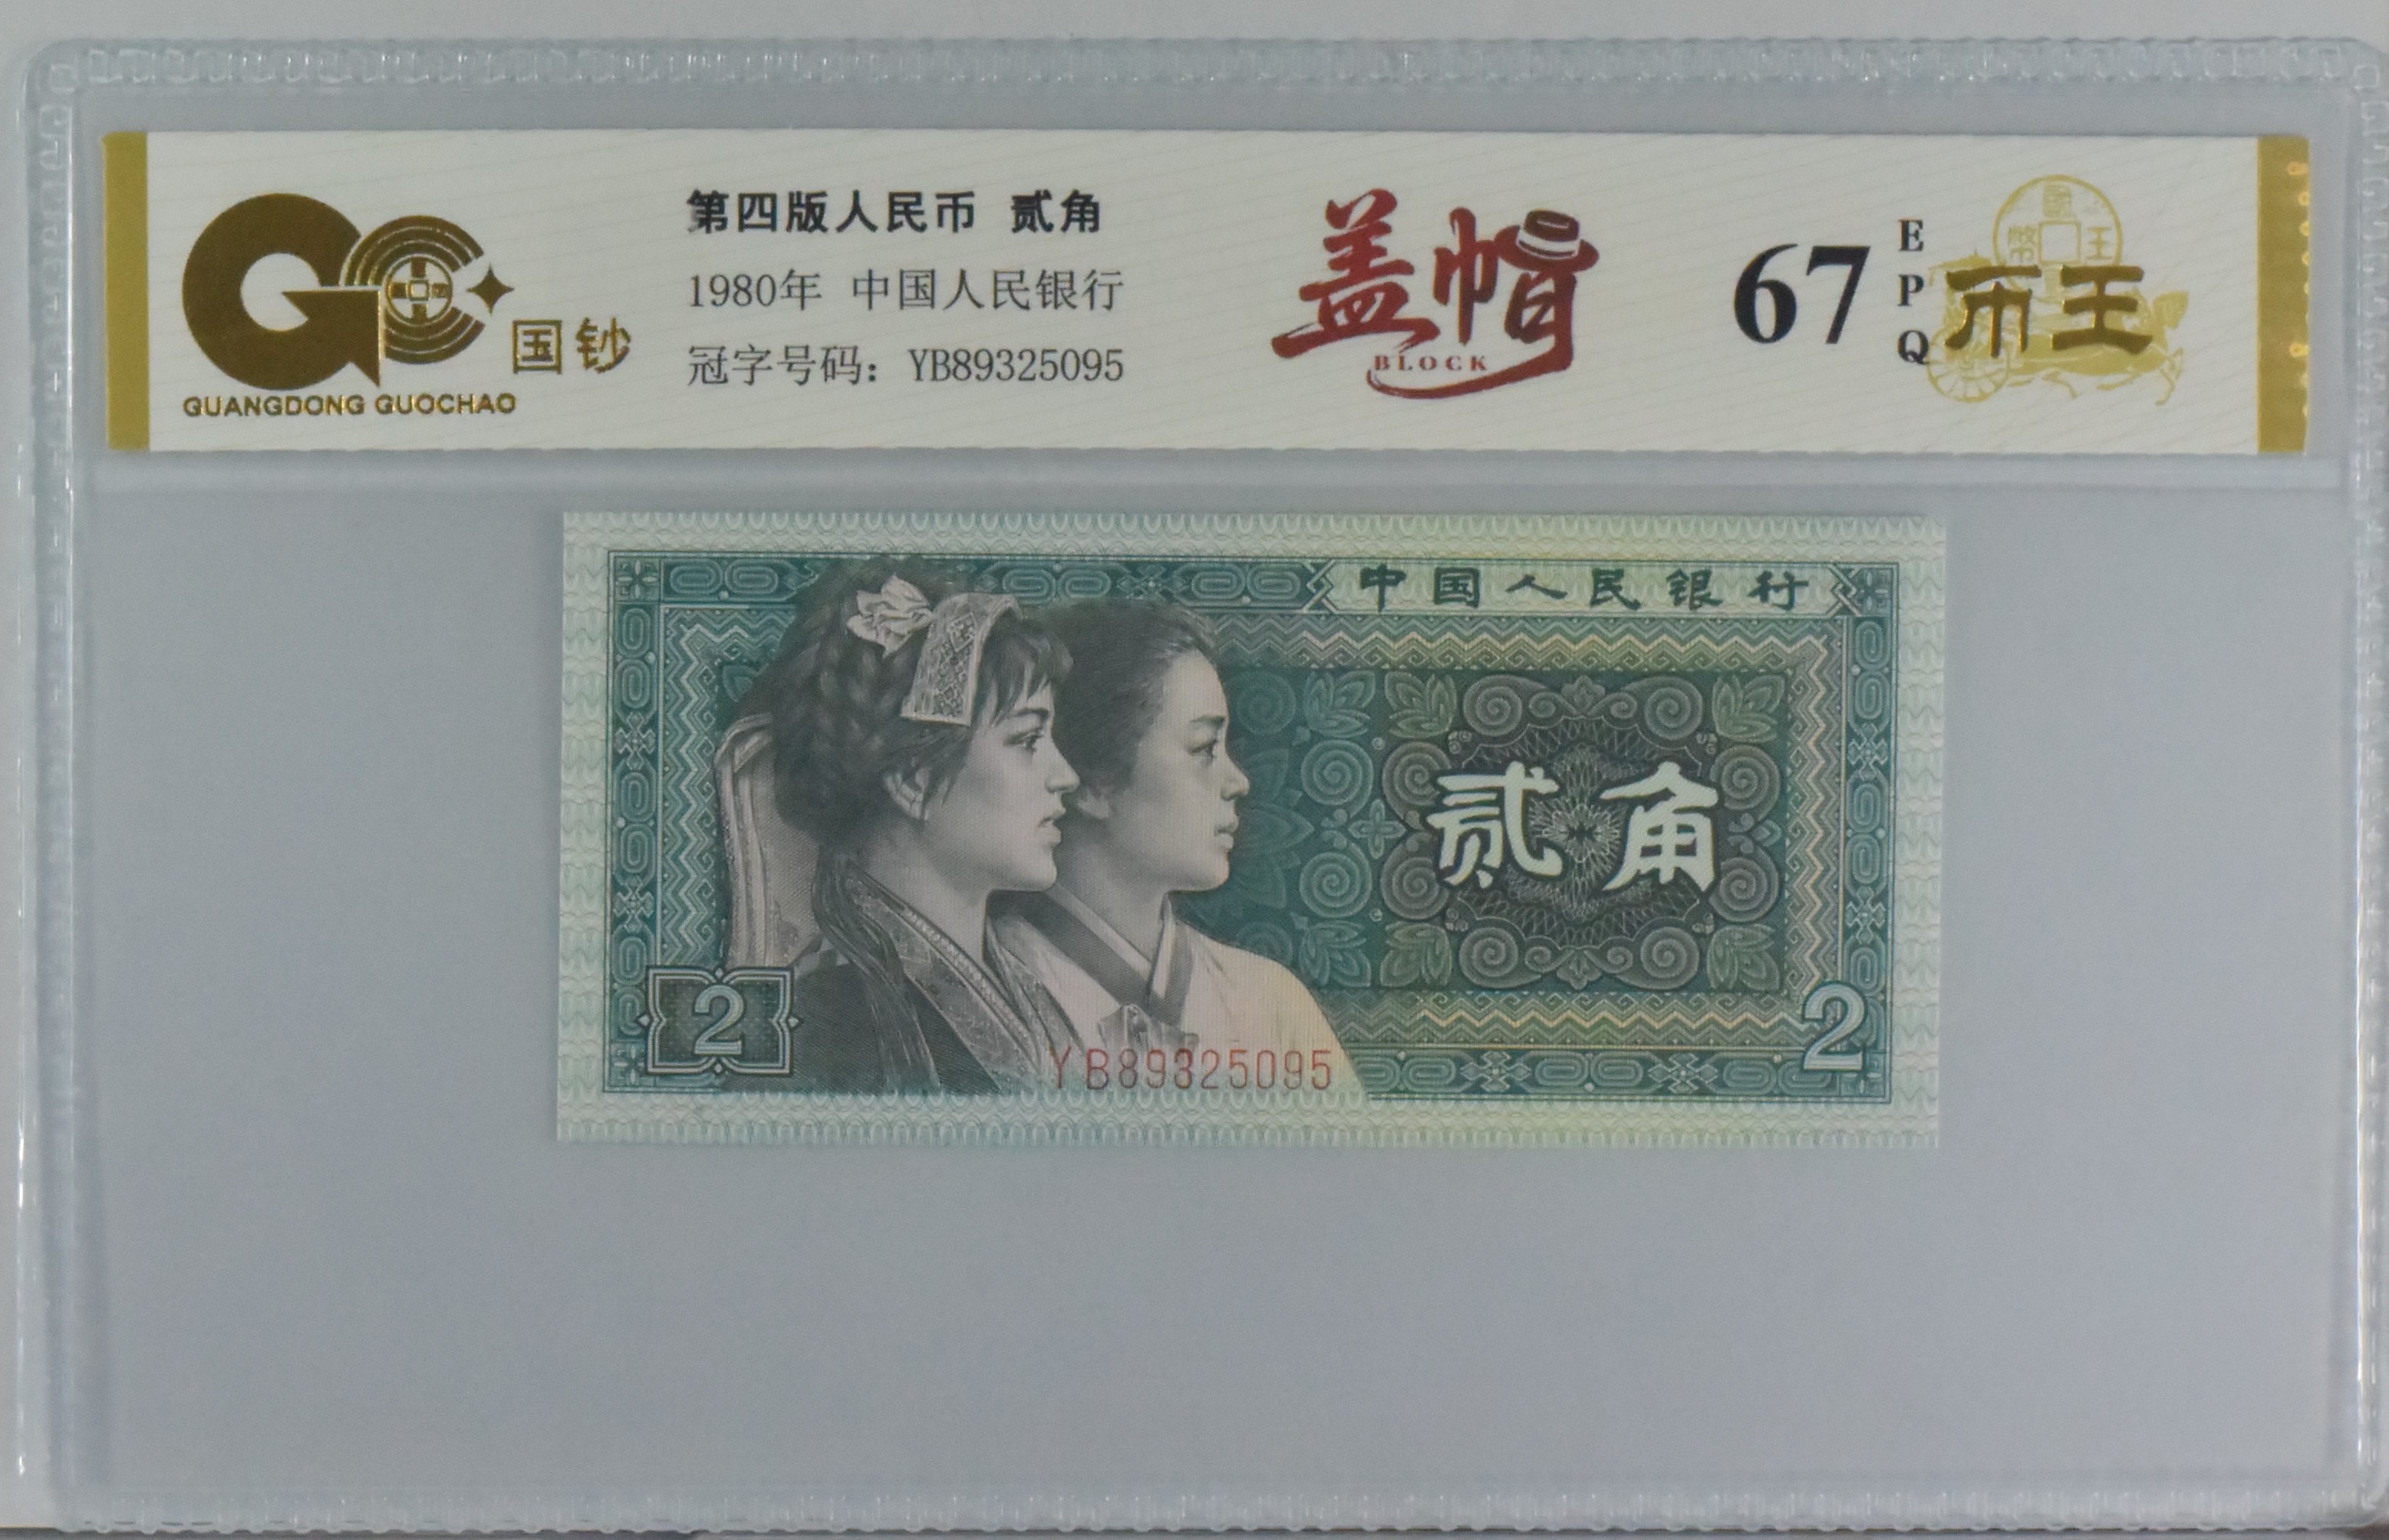 GC
国钞
GUANGDONG GUOCHAO
第四版人民币 贰角
1980年 中国人民银行
冠字号码：YB89325095
盖帽
BLOCK
67
EPQ
币王
中国人民银行
贰角
2
YB89325095
2